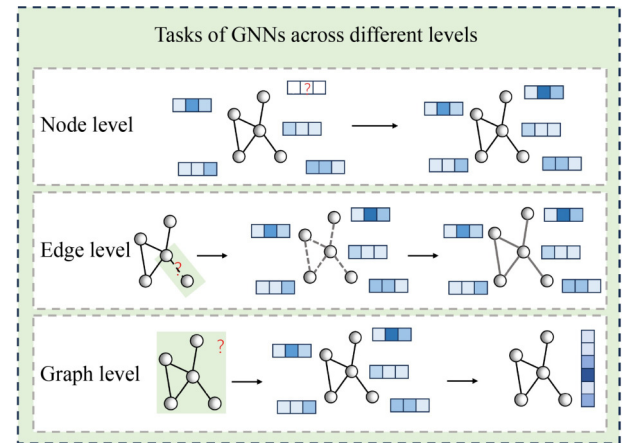 Tasks of GNNs across different levels
?
Node level
Edge level
?
?
Graph level